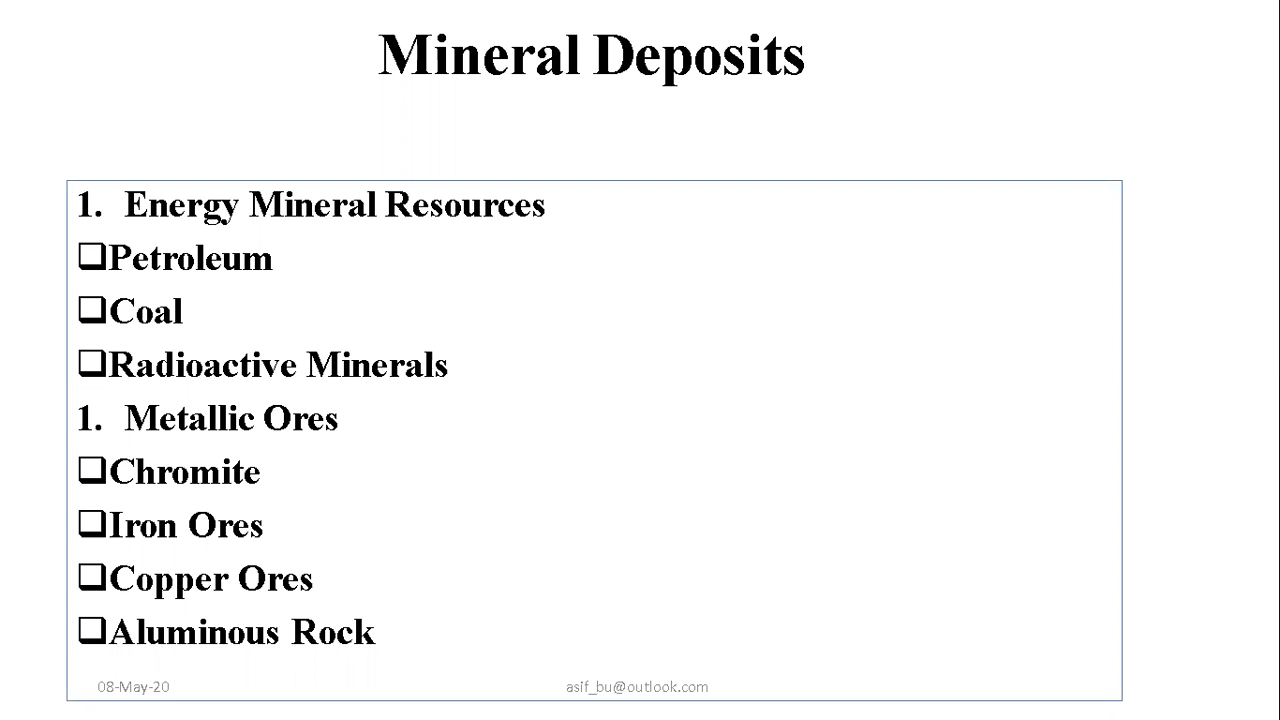 Mineral Deposits
1. Energy Mineral Resources
❑Petroleum
❑Coal
❑Radioactive Minerals
1. Metallic Ores
❑Chromite
❑Iron Ores
❑Copper Ores
❑Aluminous Rock
08-May-20 asif_bu@outlook.com